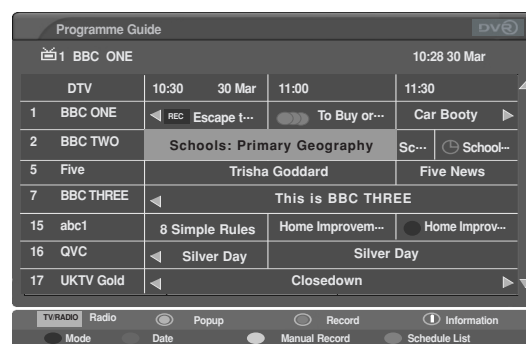 Programme Guide DVR
1 BBC ONE 10:28 30 Mar
DTV 10:30 30 Mar 11:00 11:30
1 BBC ONE REC Escape t··· To Buy or··· Car Booty
2 BBC TWO Schools: Primary Geography Sc··· School···
5 Five Trisha Goddard Five News
7 BBC THREE This is BBC THREE
15 abc1 8 Simple Rules Home Improvem··· Home Improv···
16 QVC Silver Day Silver Day
17 UKTV Gold Closedown
TV/RADIO Radio Popup Record Information
Mode Date Manual Record Schedule List